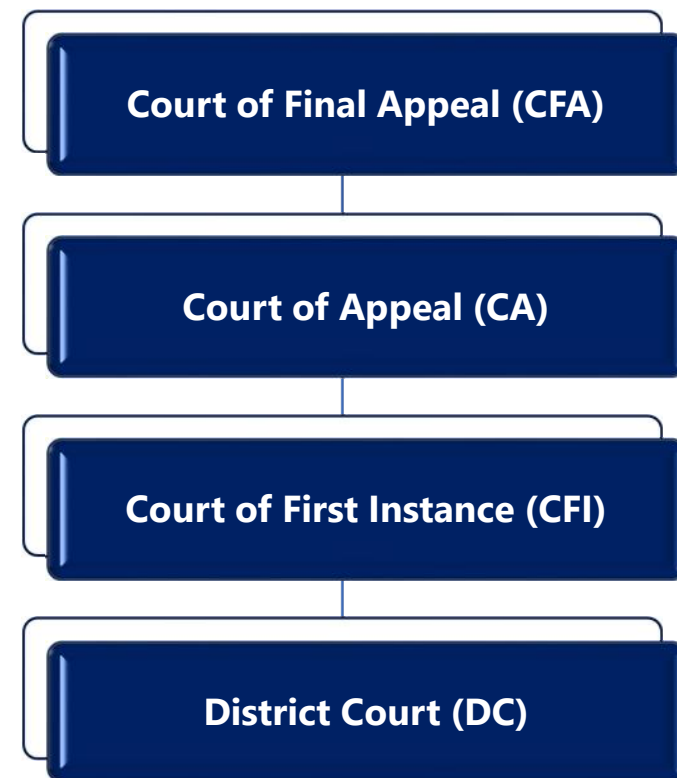 Court of Final Appeal (CFA)
Court of Appeal (CA)
Court of First Instance (CFI)
District Court (DC)